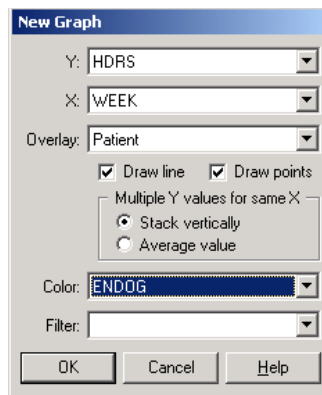 New Graph
Y: HDRS
X: WEEK
Overlay: Patient
Draw line Draw points
Multiple Y values for same X
Stack vertically
Average value
Color: ENDOG
Filter:
OK Cancel Help